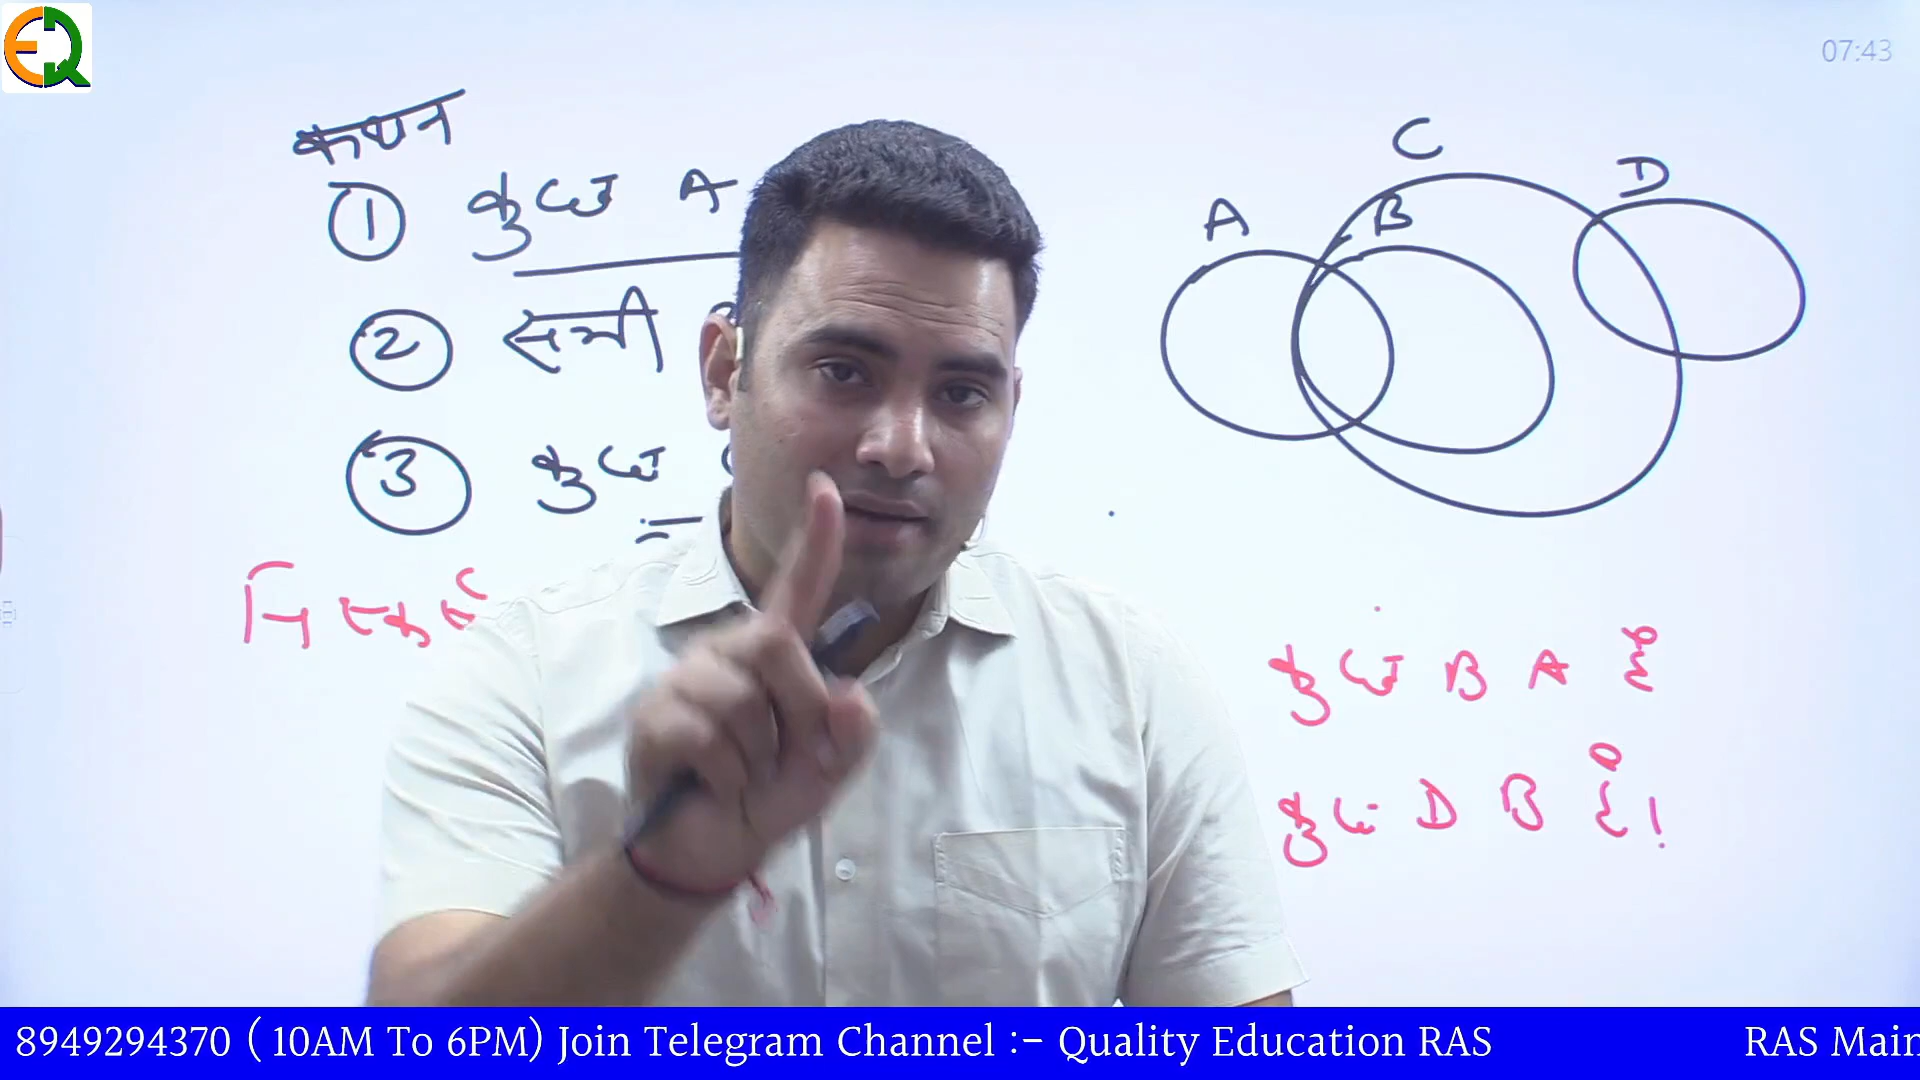 EQ
07:43
कथन
① कुछ A
② सभी
③ कुछ
निष्कर्ष
A B C D
कुछ B A हैं
कुछ D B हैं!
8949294370 ( 10AM To 6PM) Join Telegram Channel :- Quality Education RAS RAS Main